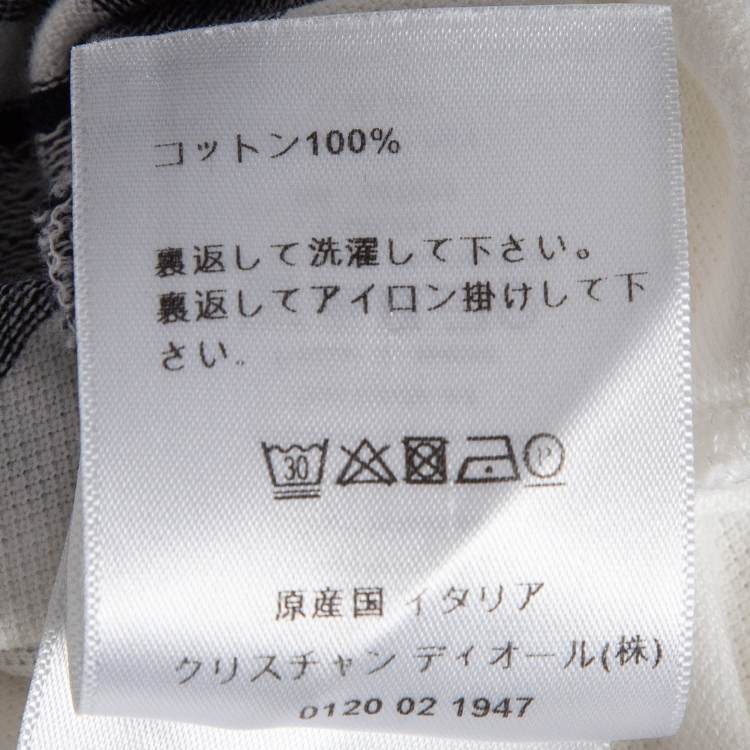 コットン100%
裏返して洗濯して下さい。
裏返してアイロン掛けして下
さい。
30 P
原産国 イタリア
クリスチャン ディオール(株)
0120 02 1947